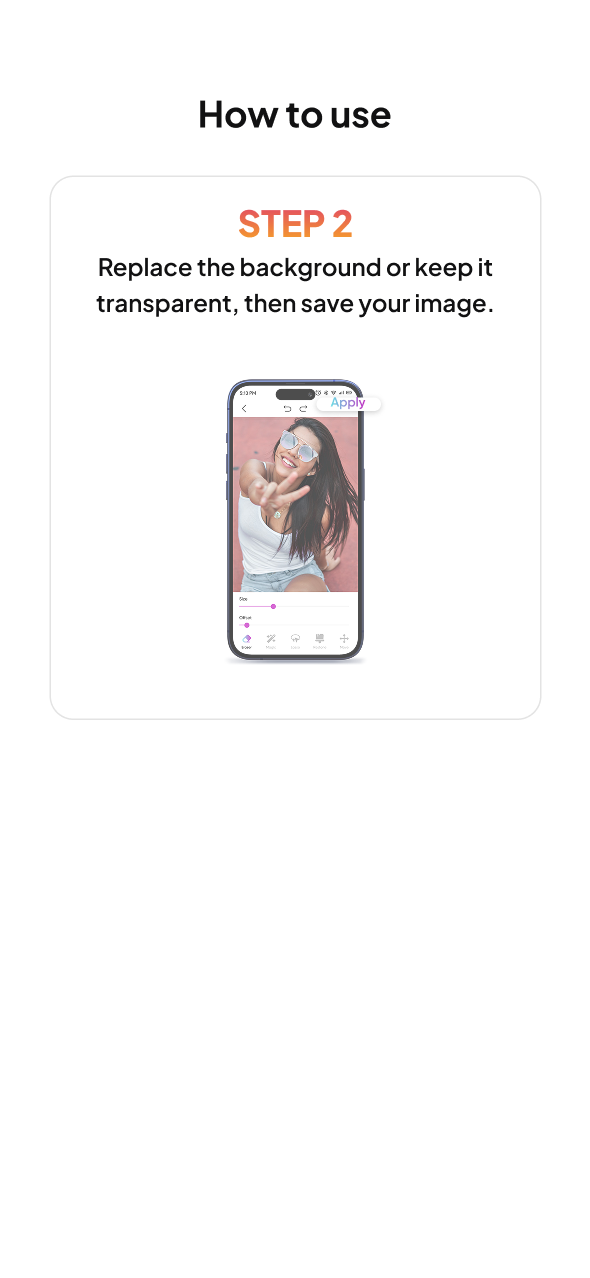 How to use
STEP 2
Replace the background or keep it
transparent, then save your image.
5:13 PM
Apply
Size
Offset
Eraser
Magic
Lasso
Restore
Move